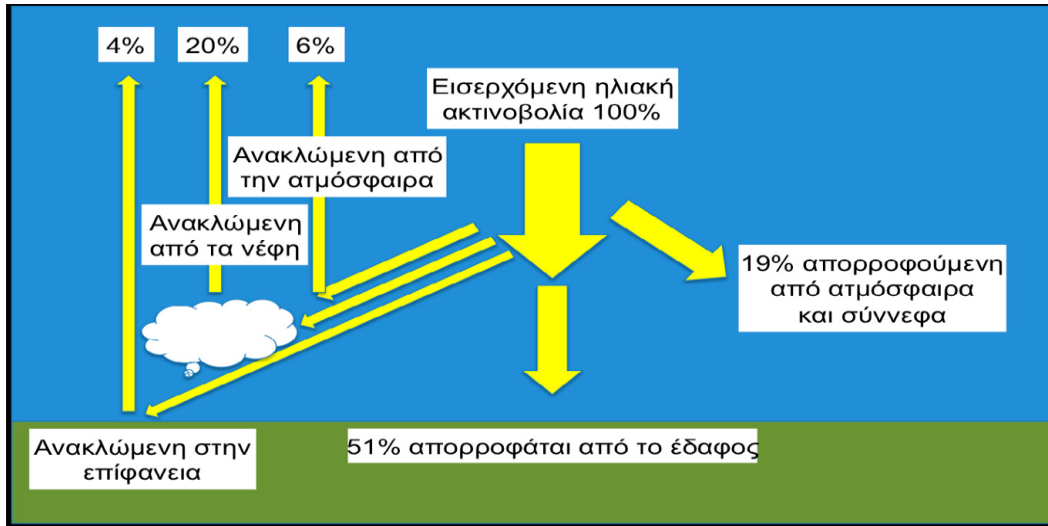 4%
20%
6%
Εισερχόμενη ηλιακή
ακτινοβολία 100%
Ανακλώμενη από
την ατμόσφαιρα
Ανακλώμενη
από τα νέφη
19% απορροφούμενη
από ατμόσφαιρα
και σύννεφα
Ανακλώμενη στην
επίφανεια
51% απορροφάται από το έδαφος